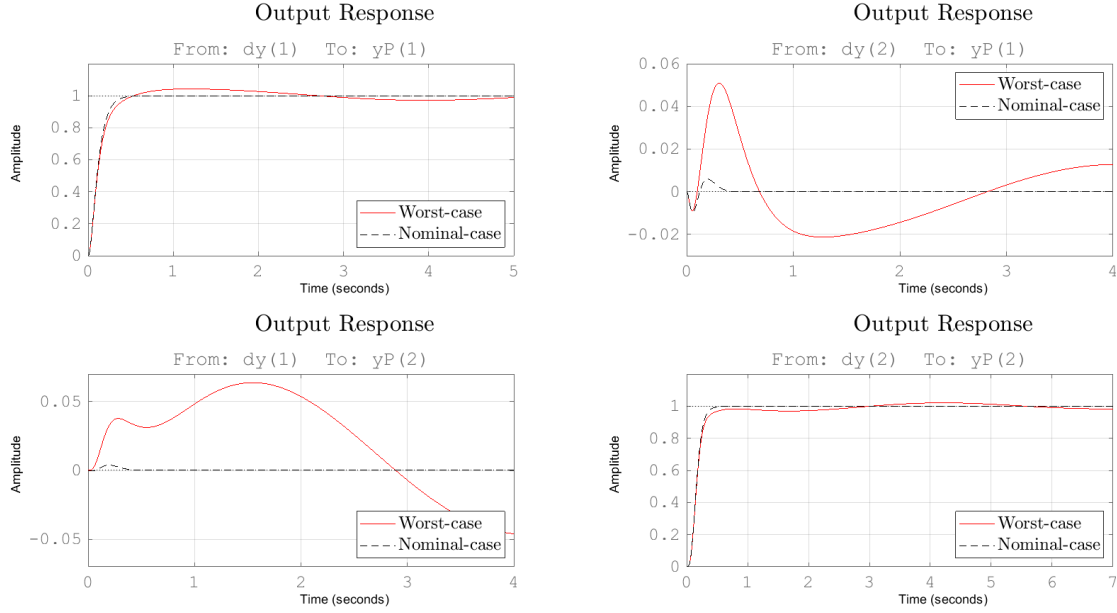 Output Response
From: dy(1) To: yP(1)
Amplitude
1
0.8
0.6
0.4
0.2
0
Worst-case
Nominal-case
0 1 2 3 4 5
Time (seconds)
Output Response
From: dy(2) To: yP(1)
Amplitude
0.06
0.04
0.02
0
-0.02
Worst-case
Nominal-case
0 1 2 3 4
Time (seconds)
Output Response
From: dy(1) To: yP(2)
Amplitude
0.05
0
-0.05
Worst-case
Nominal-case
0 1 2 3 4
Time (seconds)
Output Response
From: dy(2) To: yP(2)
Amplitude
1
0.8
0.6
0.4
0.2
0
Worst-case
Nominal-case
0 1 2 3 4 5 6 7
Time (seconds)